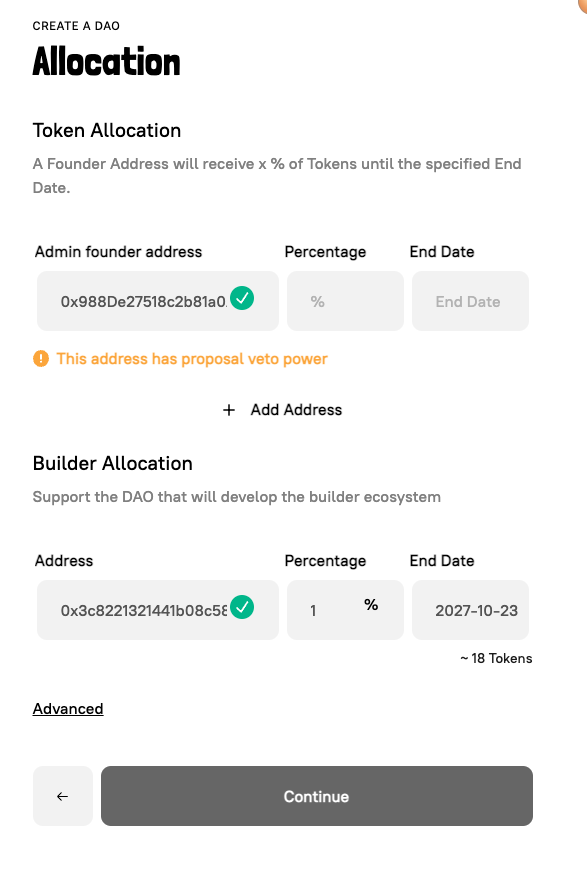 CREATE A DAO
Allocation
Token Allocation
A Founder Address will receive x % of Tokens until the specified End
Date.
Admin founder address Percentage End Date
0x988De27518c2b81a0. % End Date
This address has proposal veto power
+ Add Address
Builder Allocation
Support the DAO that will develop the builder ecosystem
Address Percentage End Date
0x3c8221321441b08c58 1 % 2027-10-23
~ 18 Tokens
Advanced
← Continue